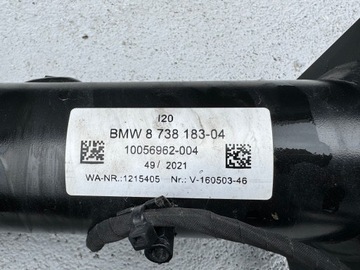 I20
BMW 8 738 183-04
10056962-004
49/ 2021
WA-NR.:1215405 Nr.: V-160503-46